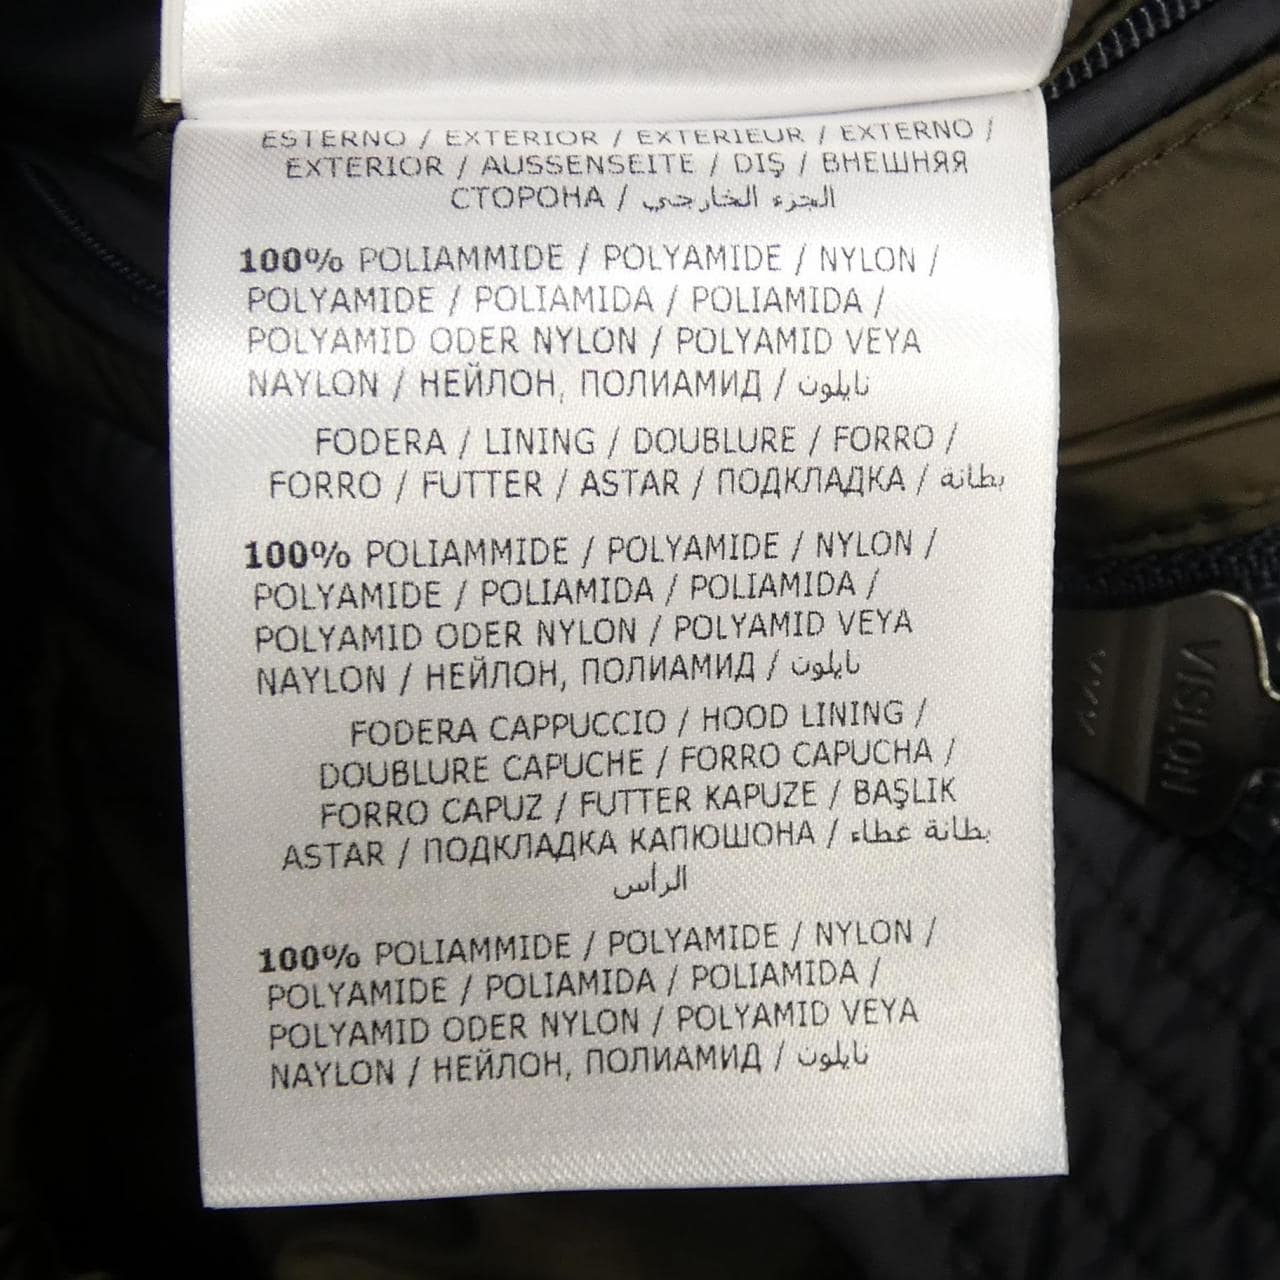 ESTERNO / EXTERIOR / EXTERIEUR / EXTERNO /
EXTERIOR / AUSSENSEITE / DIŞ / ВНЕШНЯЯ
СТОРОНА / الجزء الخارجي
100% POLIAMMIDE / POLYAMIDE / NYLON /
POLYAMIDE / POLIAMIDA / POLIAMIDA /
POLYAMID ODER NYLON / POLYAMID VEYA
NAYLON / НЕЙЛОН, ПОЛИАМИД / نايلون
FODERA / LINING / DOUBLURE / FORRO /
FORRO / FUTTER / ASTAR / ПОДКЛАДКА / بطانة
100% POLIAMMIDE / POLYAMIDE / NYLON /
POLYAMIDE / POLIAMIDA / POLIAMIDA /
POLYAMID ODER NYLON / POLYAMID VEYA
NAYLON / НЕЙЛОН, ПОЛИАМИД / نايلون
FODERA CAPPUCCIO / HOOD LINING /
DOUBLURE CAPUCHE / FORRO CAPUCHA /
FORRO CAPUZ / FUTTER KAPUZE / BAŞLIK
ASTAR / ПОДКЛАДКА КАПЮШОНА / بطانة غطاء
الرأس
100% POLIAMMIDE / POLYAMIDE / NYLON /
POLYAMIDE / POLIAMIDA / POLIAMIDA /
POLYAMID ODER NYLON / POLYAMID VEYA
NAYLON / НЕЙЛОН, ПОЛИАМИД / نايلون
VISLON